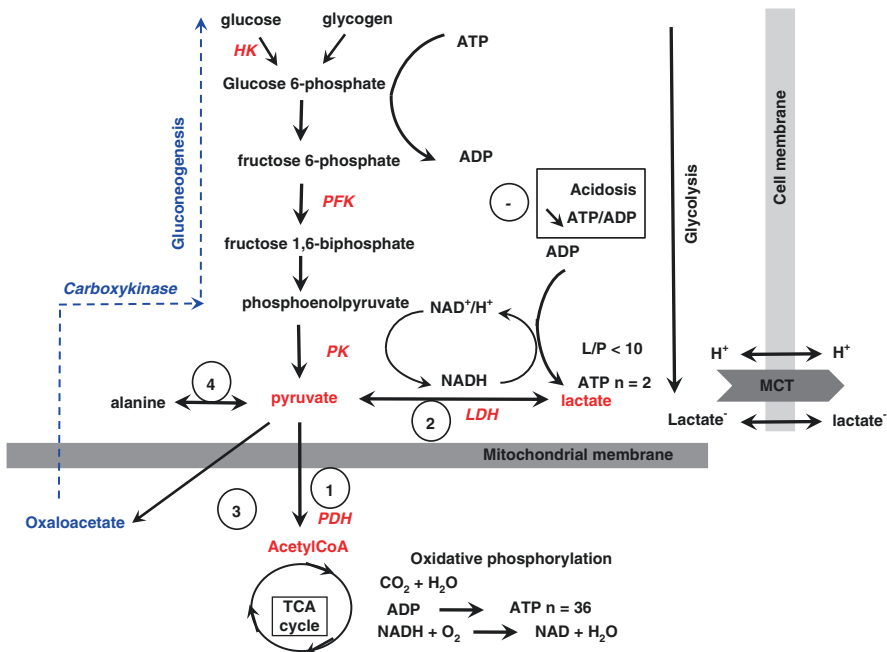 glucose
glycogen
HK
ATP
Glucose 6-phosphate
fructose 6-phosphate
ADP
PFK
-
Acidosis
ATP/ADP
fructose 1,6-biphosphate
ADP
Gluconeogenesis
Glycolysis
Cell membrane
Carboxykinase
phosphoenolpyruvate
NAD⁺/H⁺
PK
L/P < 10
H⁺
H⁺
NADH
ATP n = 2
MCT
4
alanine
pyruvate
lactate
LDH
2
Lactate⁻
lactate⁻
Mitochondrial membrane
1
3
PDH
Oxaloacetate
AcetylCoA
Oxidative phosphorylation
CO₂ + H₂O
TCA
cycle
ADP
ATP n = 36
NADH + O₂
NAD + H₂O